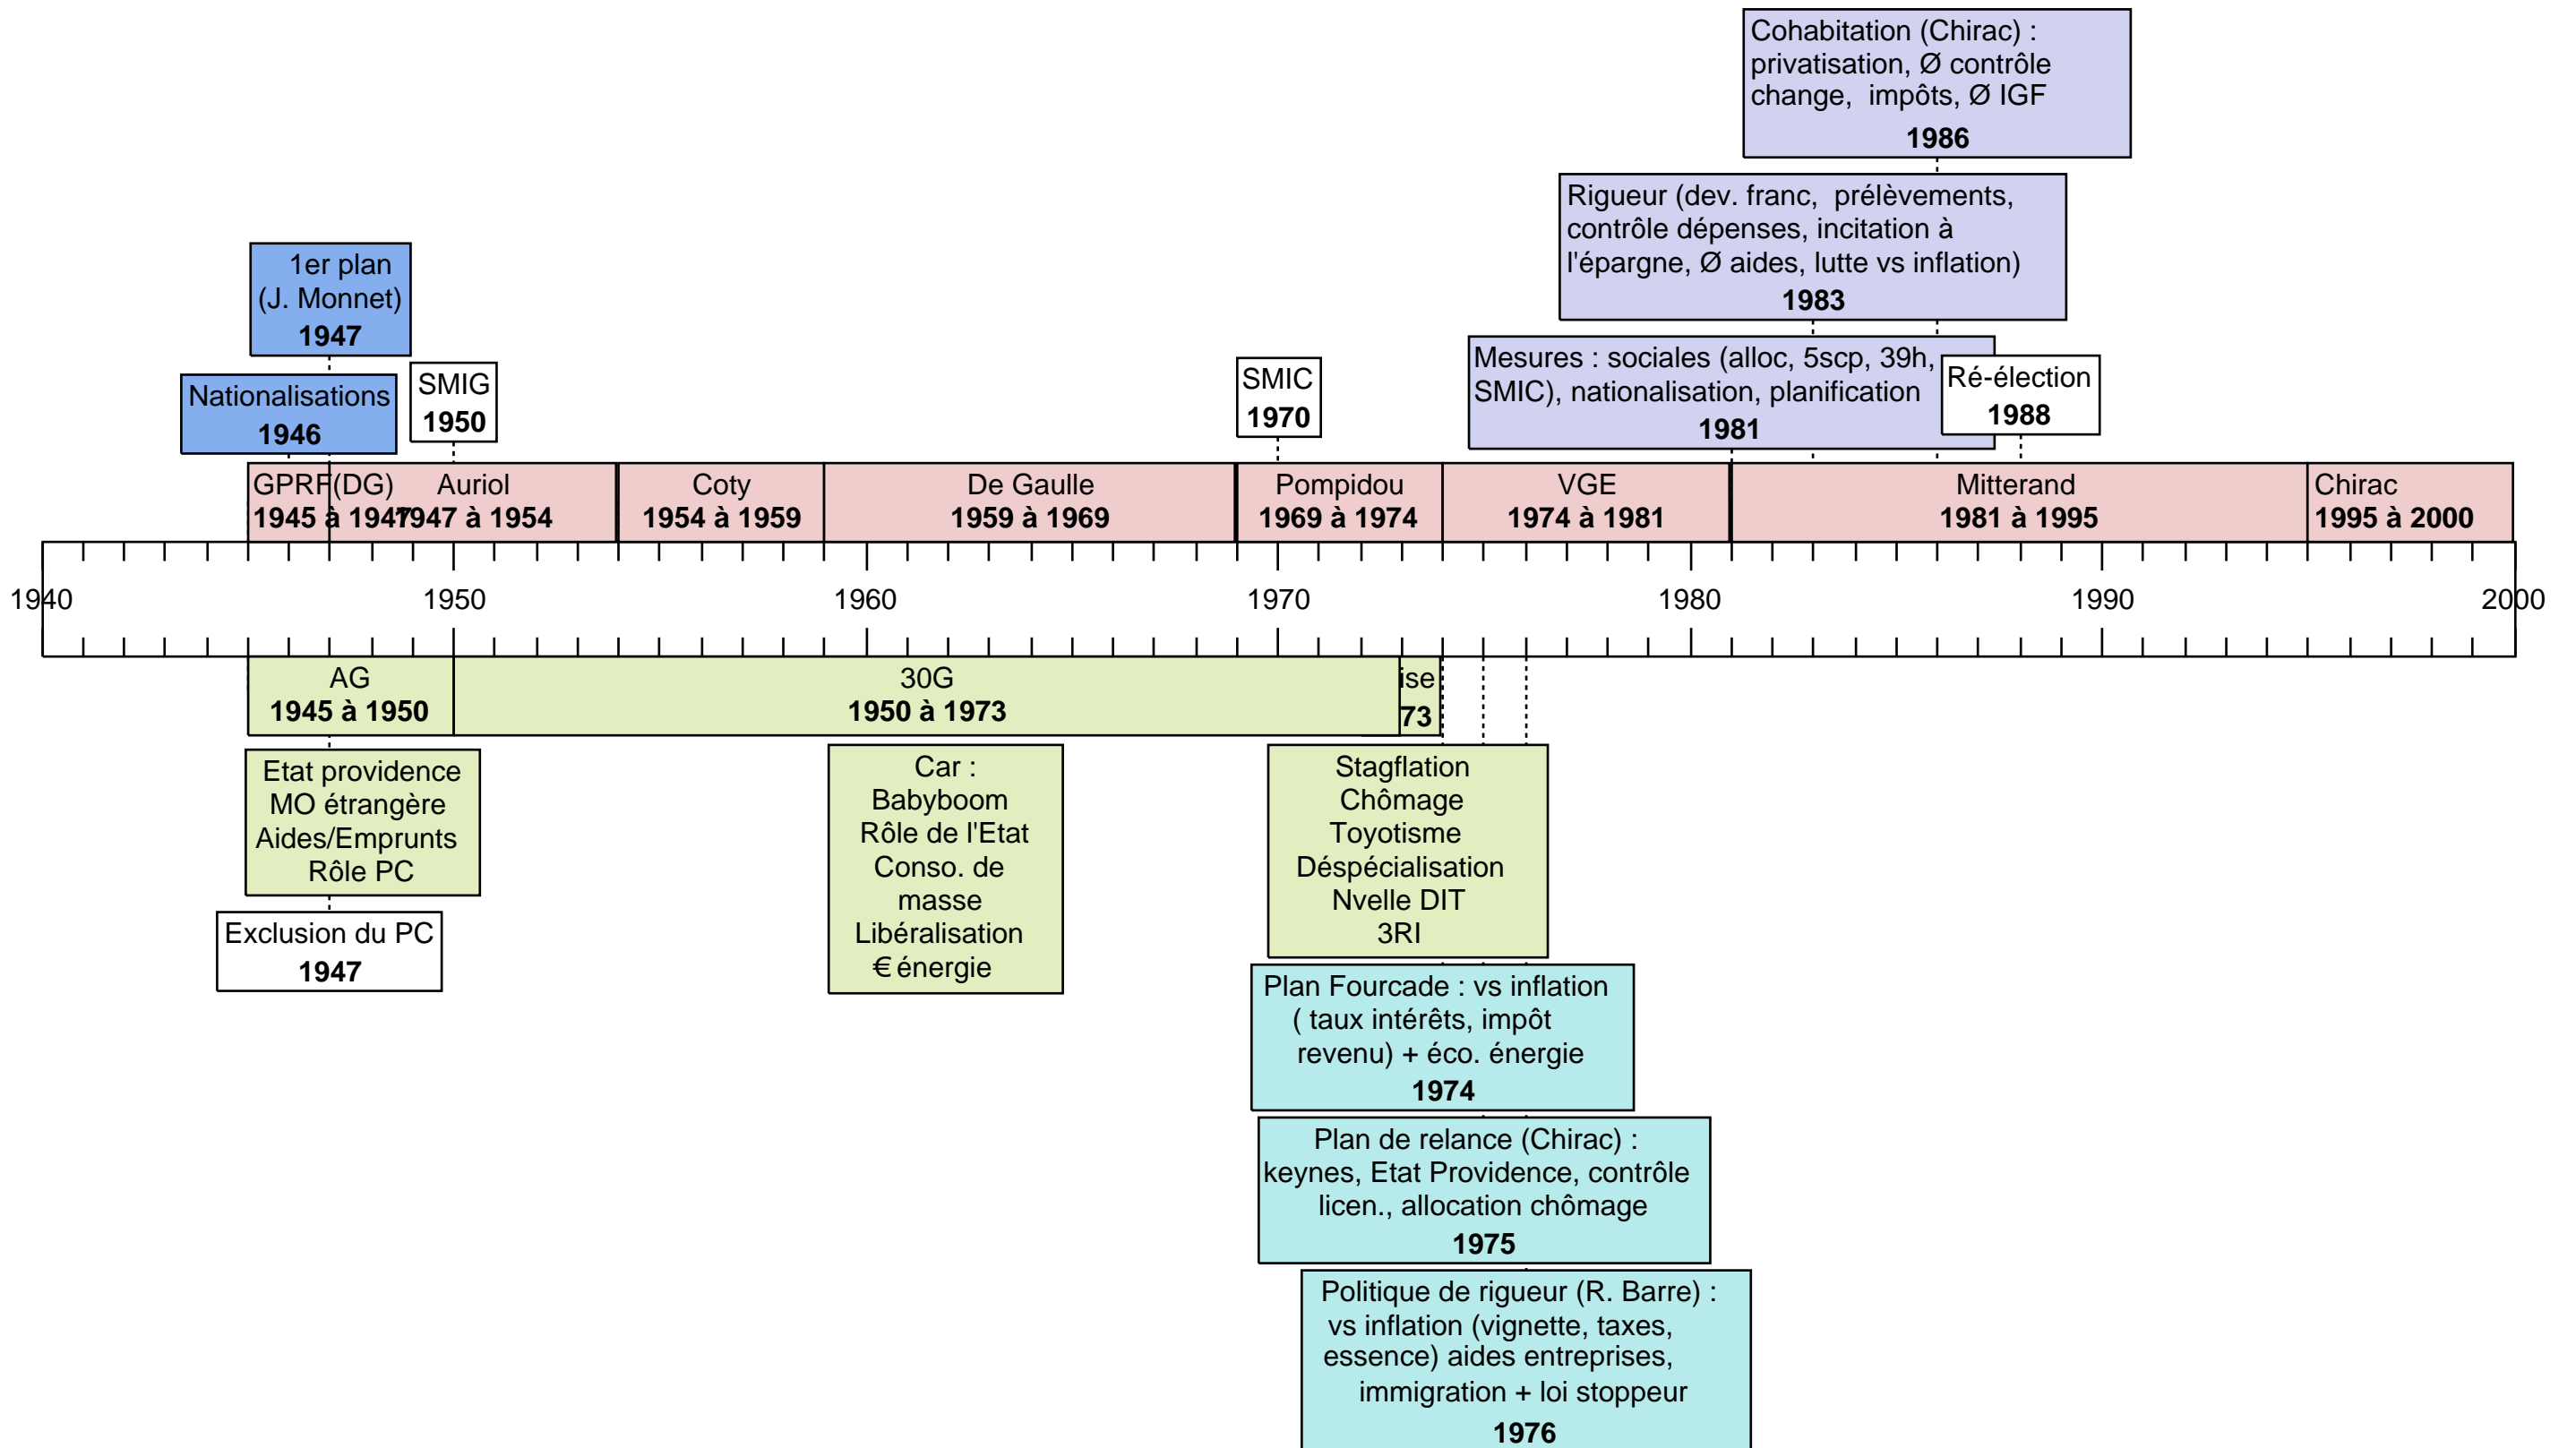 Cohabitation (Chirac) :
privatisation, Ø contrôle
change, impôts, Ø IGF
1986
Rigueur (dev. franc, prélèvements,
contrôle dépenses, incitation à
l'épargne, Ø aides, lutte vs inflation)
1983
1er plan
(J. Monnet)
1947
Mesures : sociales (alloc, 5scp, 39h,
SMIC), nationalisation, planification
1981
Ré-élection
1988
Nationalisations
1946
SMIG
1950
SMIC
1970
GPRF(DG)
1945 à 1947
Auriol
1947 à 1954
Coty
1954 à 1959
De Gaulle
1959 à 1969
Pompidou
1969 à 1974
VGE
1974 à 1981
Mitterand
1981 à 1995
Chirac
1995 à 2000
1940
1950
1960
1970
1980
1990
2000
AG
1945 à 1950
30G
1950 à 1973
ise
73
Etat providence
MO étrangère
Aides/Emprunts
Rôle PC
Exclusion du PC
1947
Car :
Babyboom
Rôle de l'Etat
Conso. de
masse
Libéralisation
€ énergie
Stagflation
Chômage
Toyotisme
Déspécialisation
Nvelle DIT
3RI
Plan Fourcade : vs inflation
( taux intérêts, impôt
revenu) + éco. énergie
1974
Plan de relance (Chirac) :
keynes, Etat Providence, contrôle
licen., allocation chômage
1975
Politique de rigueur (R. Barre) :
vs inflation (vignette, taxes,
essence) aides entreprises,
immigration + loi stoppeur
1976